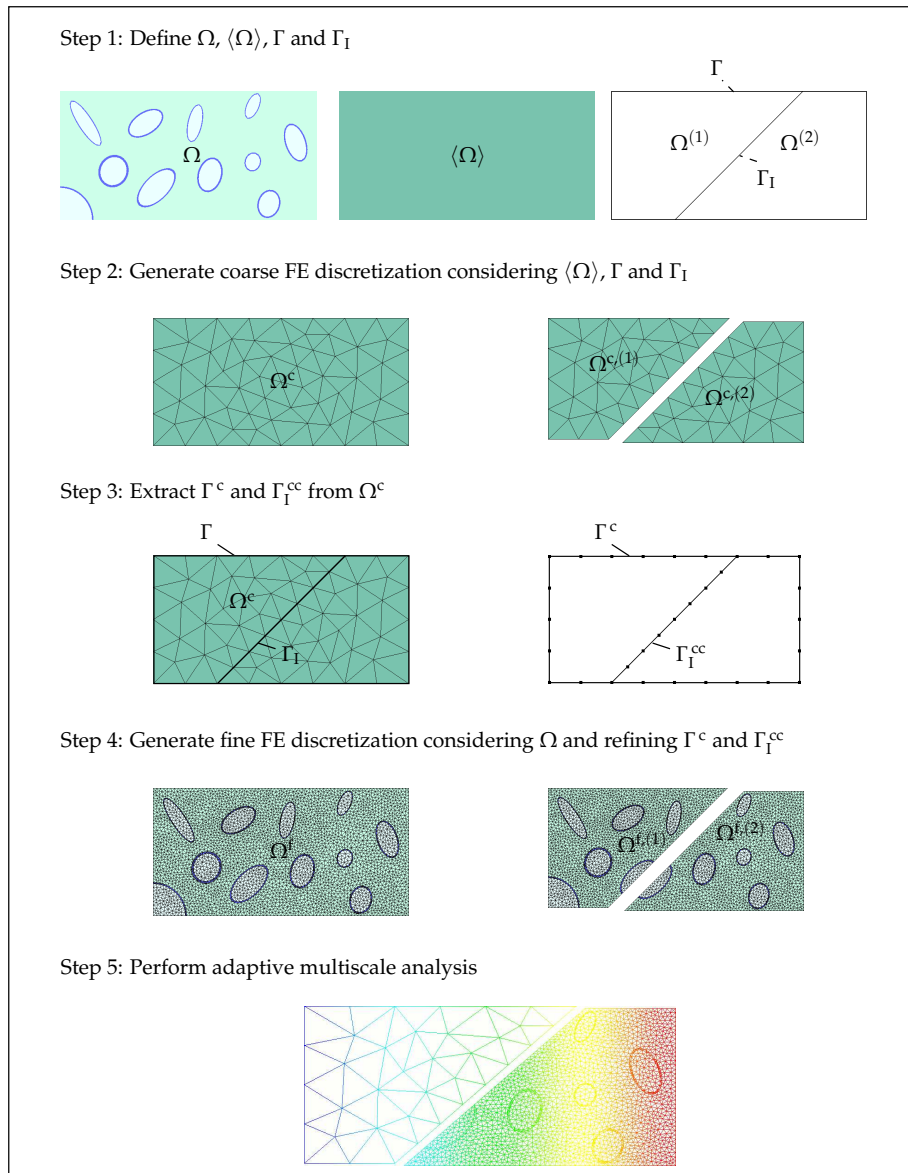 Step 1: Define Ω, ⟨Ω⟩, Γ and Γ_I
Γ
Ω
⟨Ω⟩
Ω^(1)
Ω^(2)
Γ_I
Step 2: Generate coarse FE discretization considering ⟨Ω⟩, Γ and Γ_I
Ω^c
Ω^c,(1)
Ω^c,(2)
Step 3: Extract Γ^c and Γ_I^cc from Ω^c
Γ
Ω^c
Γ_I
Γ^c
Γ_I^cc
Step 4: Generate fine FE discretization considering Ω and refining Γ^c and Γ_I^cc
Ω^f
Ω^f,(1)
Ω^f,(2)
Step 5: Perform adaptive multiscale analysis